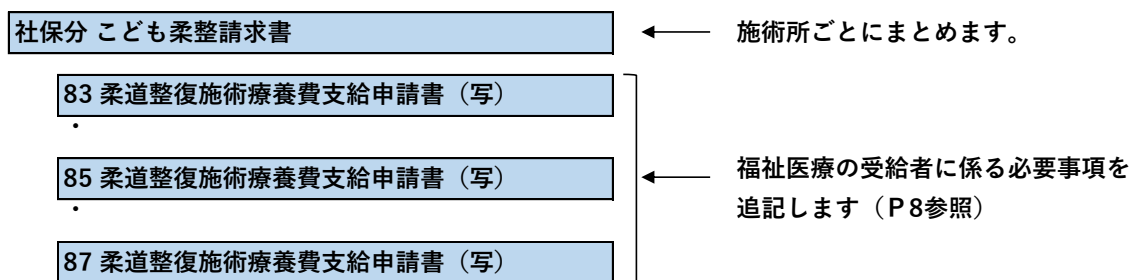 社保分 こども柔整請求書
施術所ごとにまとめます。
83 柔道整復施術療養費支給申請書（写）
・
85 柔道整復施術療養費支給申請書（写）
・
福祉医療の受給者に係る必要事項を
追記します（Ｐ8参照）
87 柔道整復施術療養費支給申請書（写）